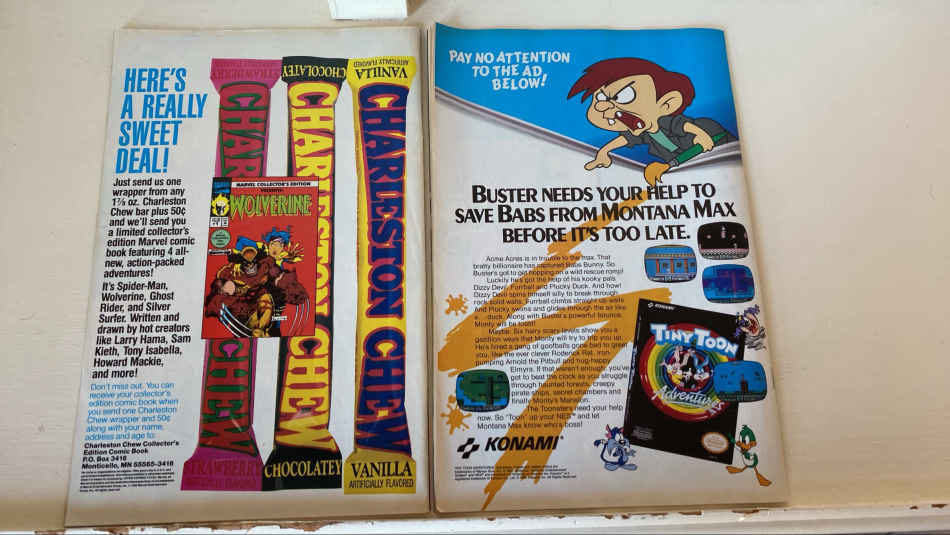 HERE'S
A REALLY
SWEET
DEAL!
Just send us one
wrapper from any
1⅞ oz. Charleston
Chew bar plus 50¢
and we'll send you
a limited collector's
edition Marvel comic
book featuring 4 all-
new, action-packed
adventures!
It's Spider-Man,
Wolverine, Ghost
Rider, and Silver
Surfer. Written and
drawn by hot creators
like Larry Hama, Sam
Kieth, Tony Isabella,
Howard Mackie,
and more!
Don't miss out. You can
receive your collector's
edition comic book when
you send one Charleston
Chew wrapper and 50¢
along with your name,
address and age to:
Charleston Chew Collector's
Edition Comic Book
P.O. Box 3416
Monticello, MN 55565-3416
STRAWBERRY
CHARLESTON CHEW
STRAWBERRY
CHOCOLATEY
CHARLESTON CHEW
CHOCOLATEY
VANILLA
ARTIFICIALLY FLAVORED
CHARLESTON CHEW
VANILLA
ARTIFICIALLY FLAVORED
MARVEL COLLECTOR'S EDITION
WOLVERINE
PAY NO ATTENTION
TO THE AD
BELOW!
BUSTER NEEDS YOUR HELP TO
SAVE BABS FROM MONTANA MAX
BEFORE IT'S TOO LATE.
Acme Acres is in trouble to the max. That
bratty billionaire has captured Babs Bunny. So
Buster's got to get hopping on a wild rescue romp!
Luckily he's got the help of his kooky pals
Dizzy Devil, Furrball and Plucky Duck. And how!
Dizzy Devil spins himself silly to break through
rock solid walls. Furrball climbs straight up walls.
And Plucky swims and glides through the air like
a... duck. Along with Buster's powerful bounce,
Monty will be toast!
Maybe. Six hairy scary levels show you a
gazillion ways that Monty will try to trip you up.
He's hired a gang of goofballs gone bad to greet
you, like the ever clever Roderick Rat, iron-
pumping Arnold the Pitbull and hug-happy
Elmyra. If that weren't enough, you've
got to beat the clock as you struggle
through haunted forests, creepy
pirate ships, secret chambers and
finally Monty's Mansion.
The Toonsters need your help
now. So "Toon" up your NES™ and let
Montana Max know who's boss!
KONAMI®
KONAMI
TINY TOON
Adventures